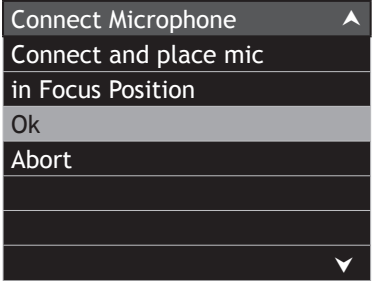 Connect Microphone
Connect and place mic
in Focus Position
Ok
Abort